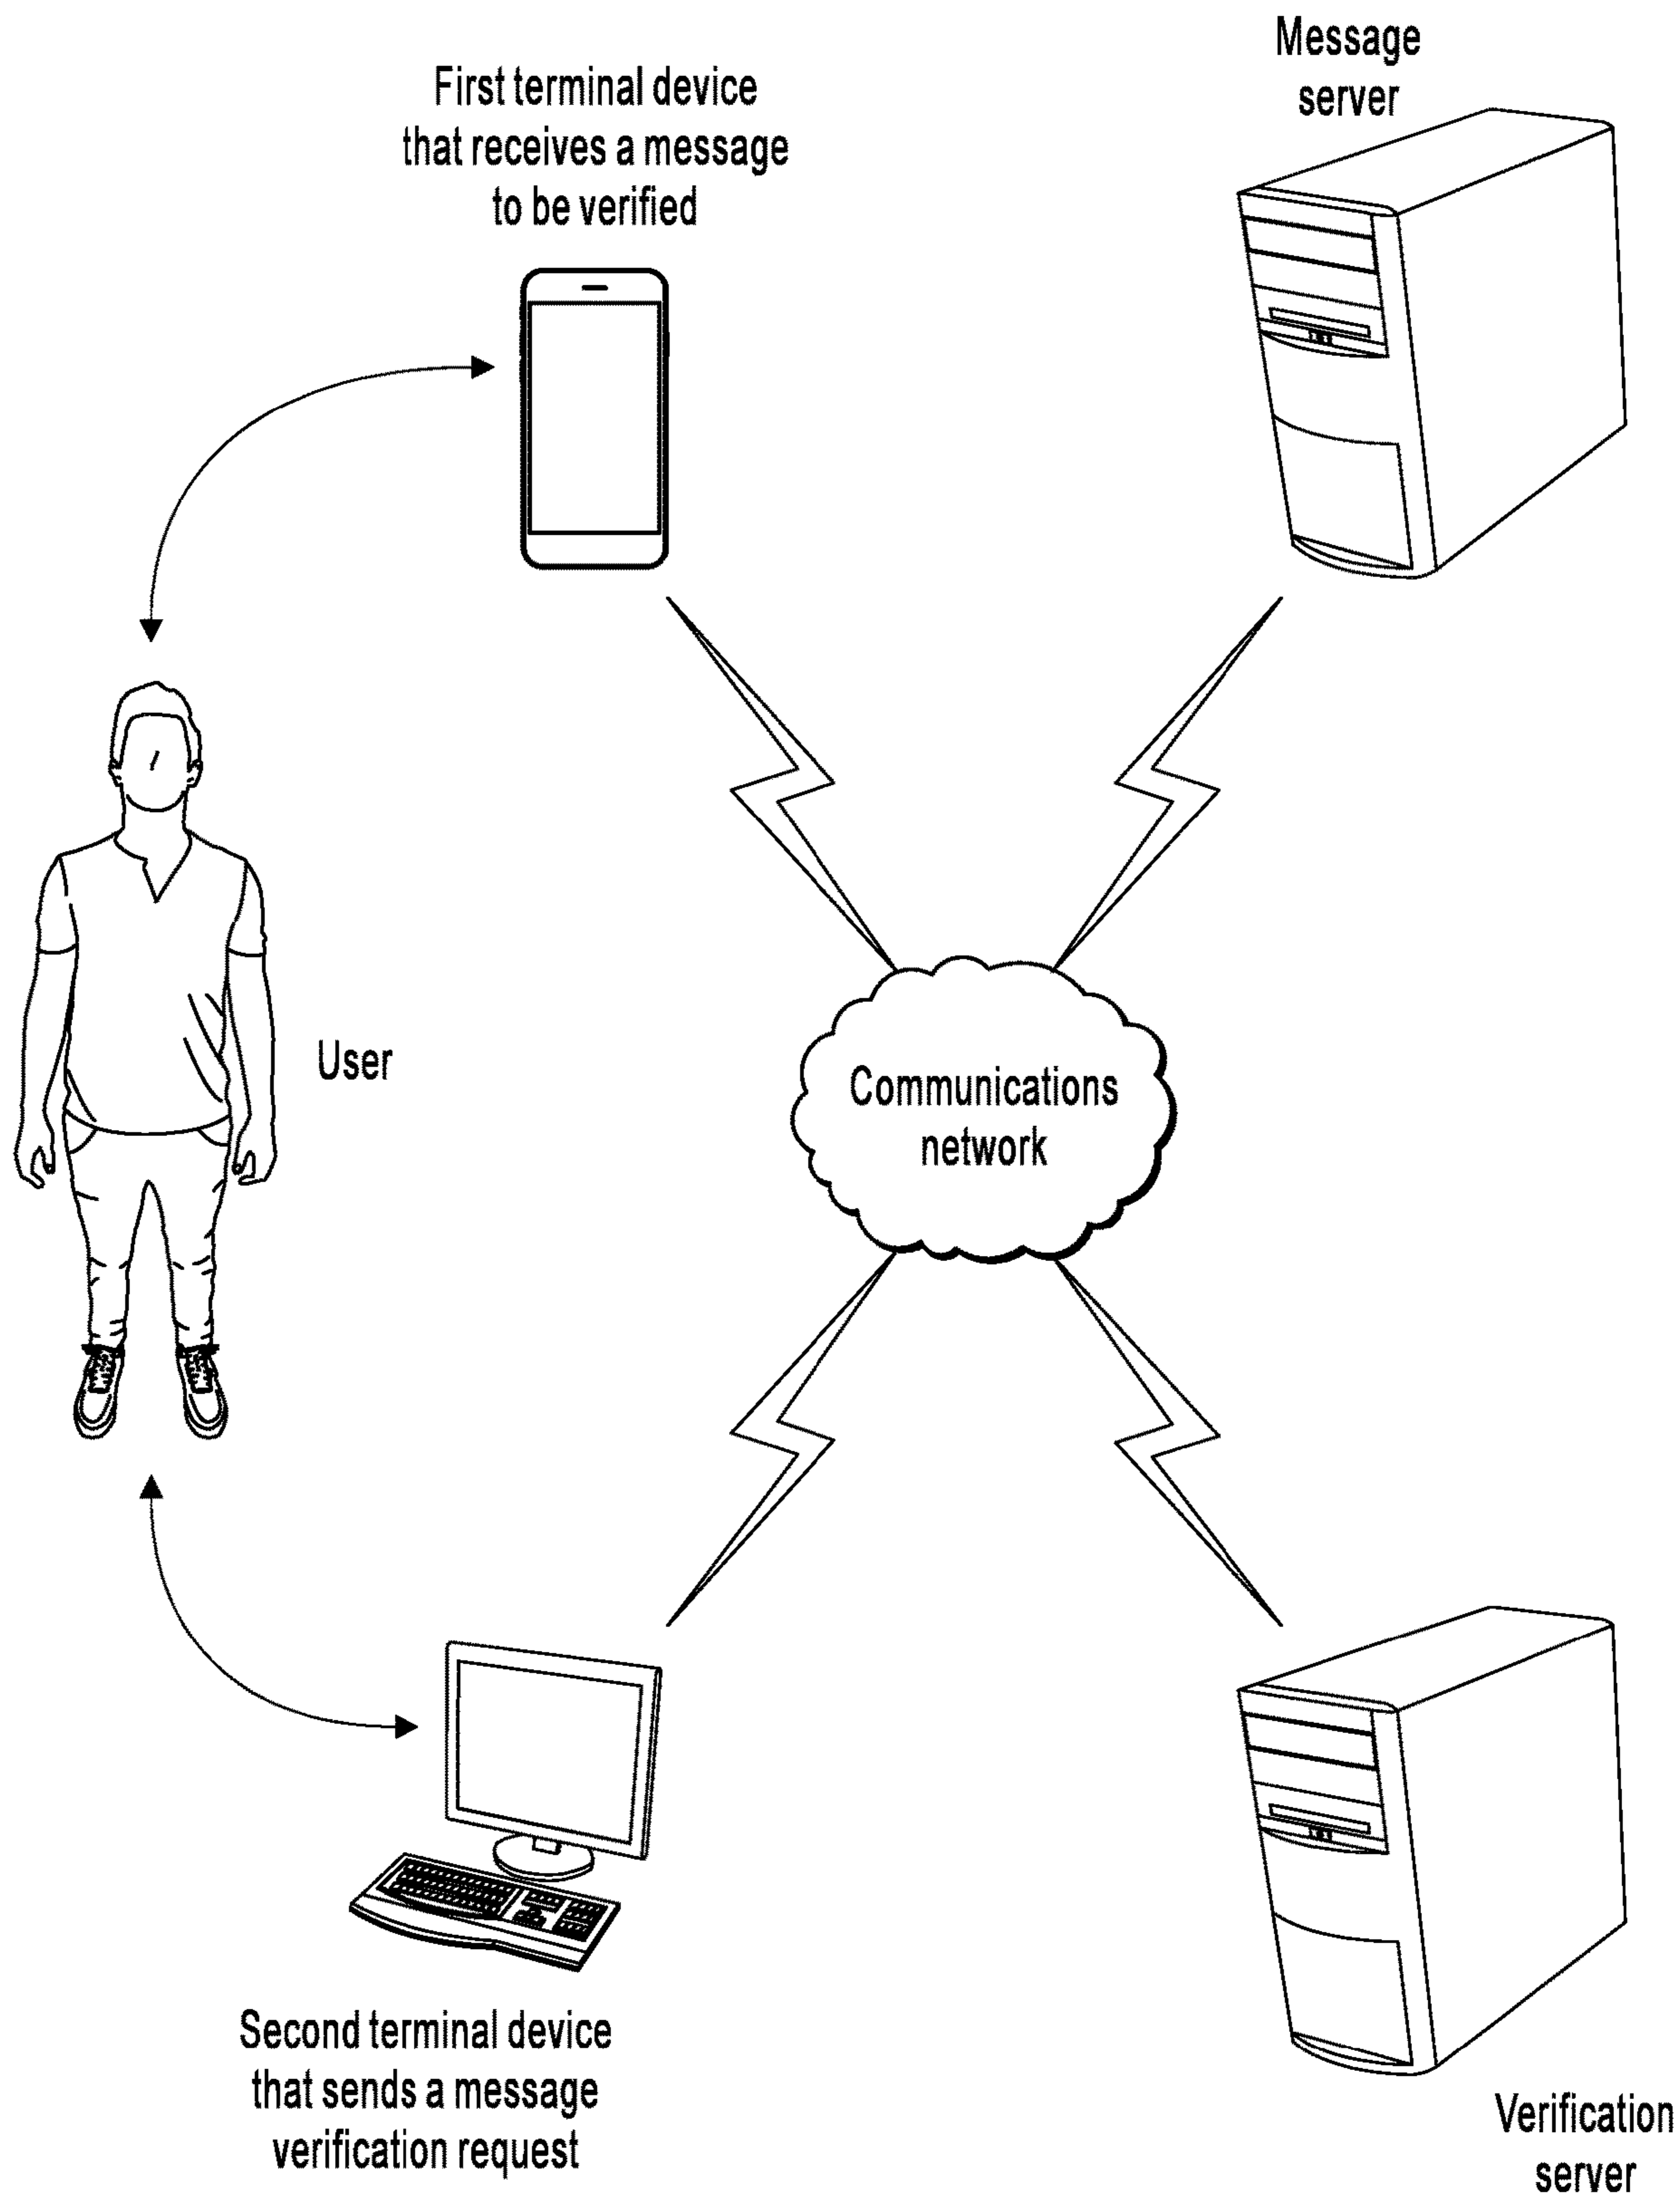 Message
server
First terminal device
that receives a message
to be verified
User
Communications
network
Second terminal device
that sends a message
verification request
Verification
server